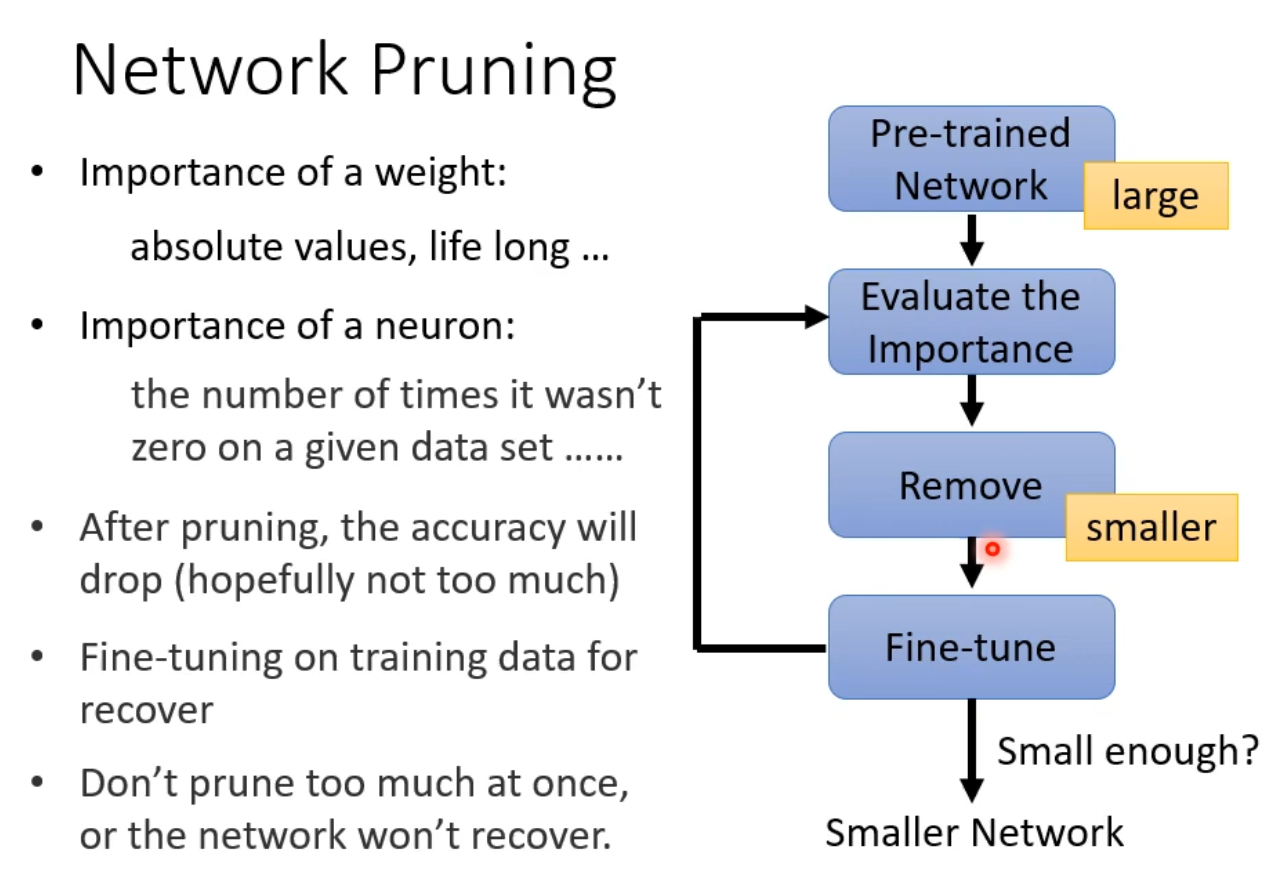 Network Pruning
• Importance of a weight:
absolute values, life long …
• Importance of a neuron:
the number of times it wasn’t
zero on a given data set ……
• After pruning, the accuracy will
drop (hopefully not too much)
• Fine-tuning on training data for
recover
• Don’t prune too much at once,
or the network won’t recover.
Pre-trained
Network
large
Evaluate the
Importance
Remove
smaller
Fine-tune
Small enough?
Smaller Network